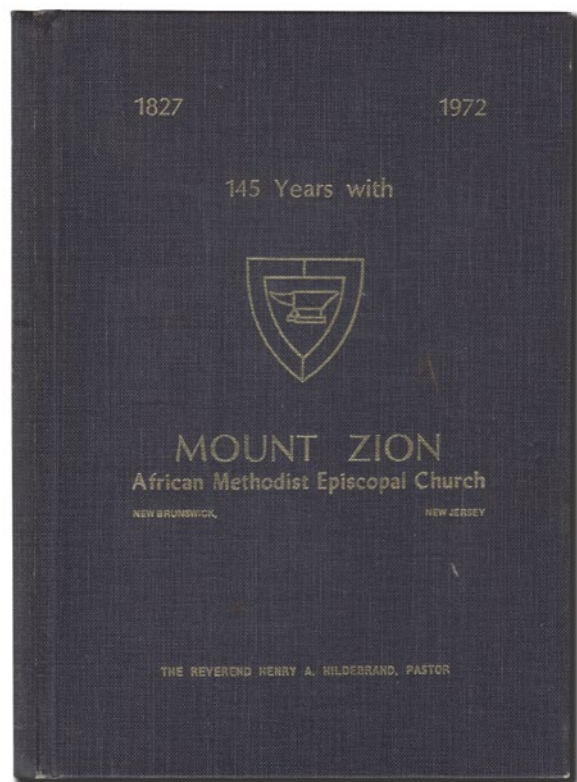 1827 1972
145 Years with
MOUNT ZION
African Methodist Episcopal Church
NEW BRUNSWICK, NEW JERSEY
THE REVEREND HENRY A. HILDEBRAND, PASTOR